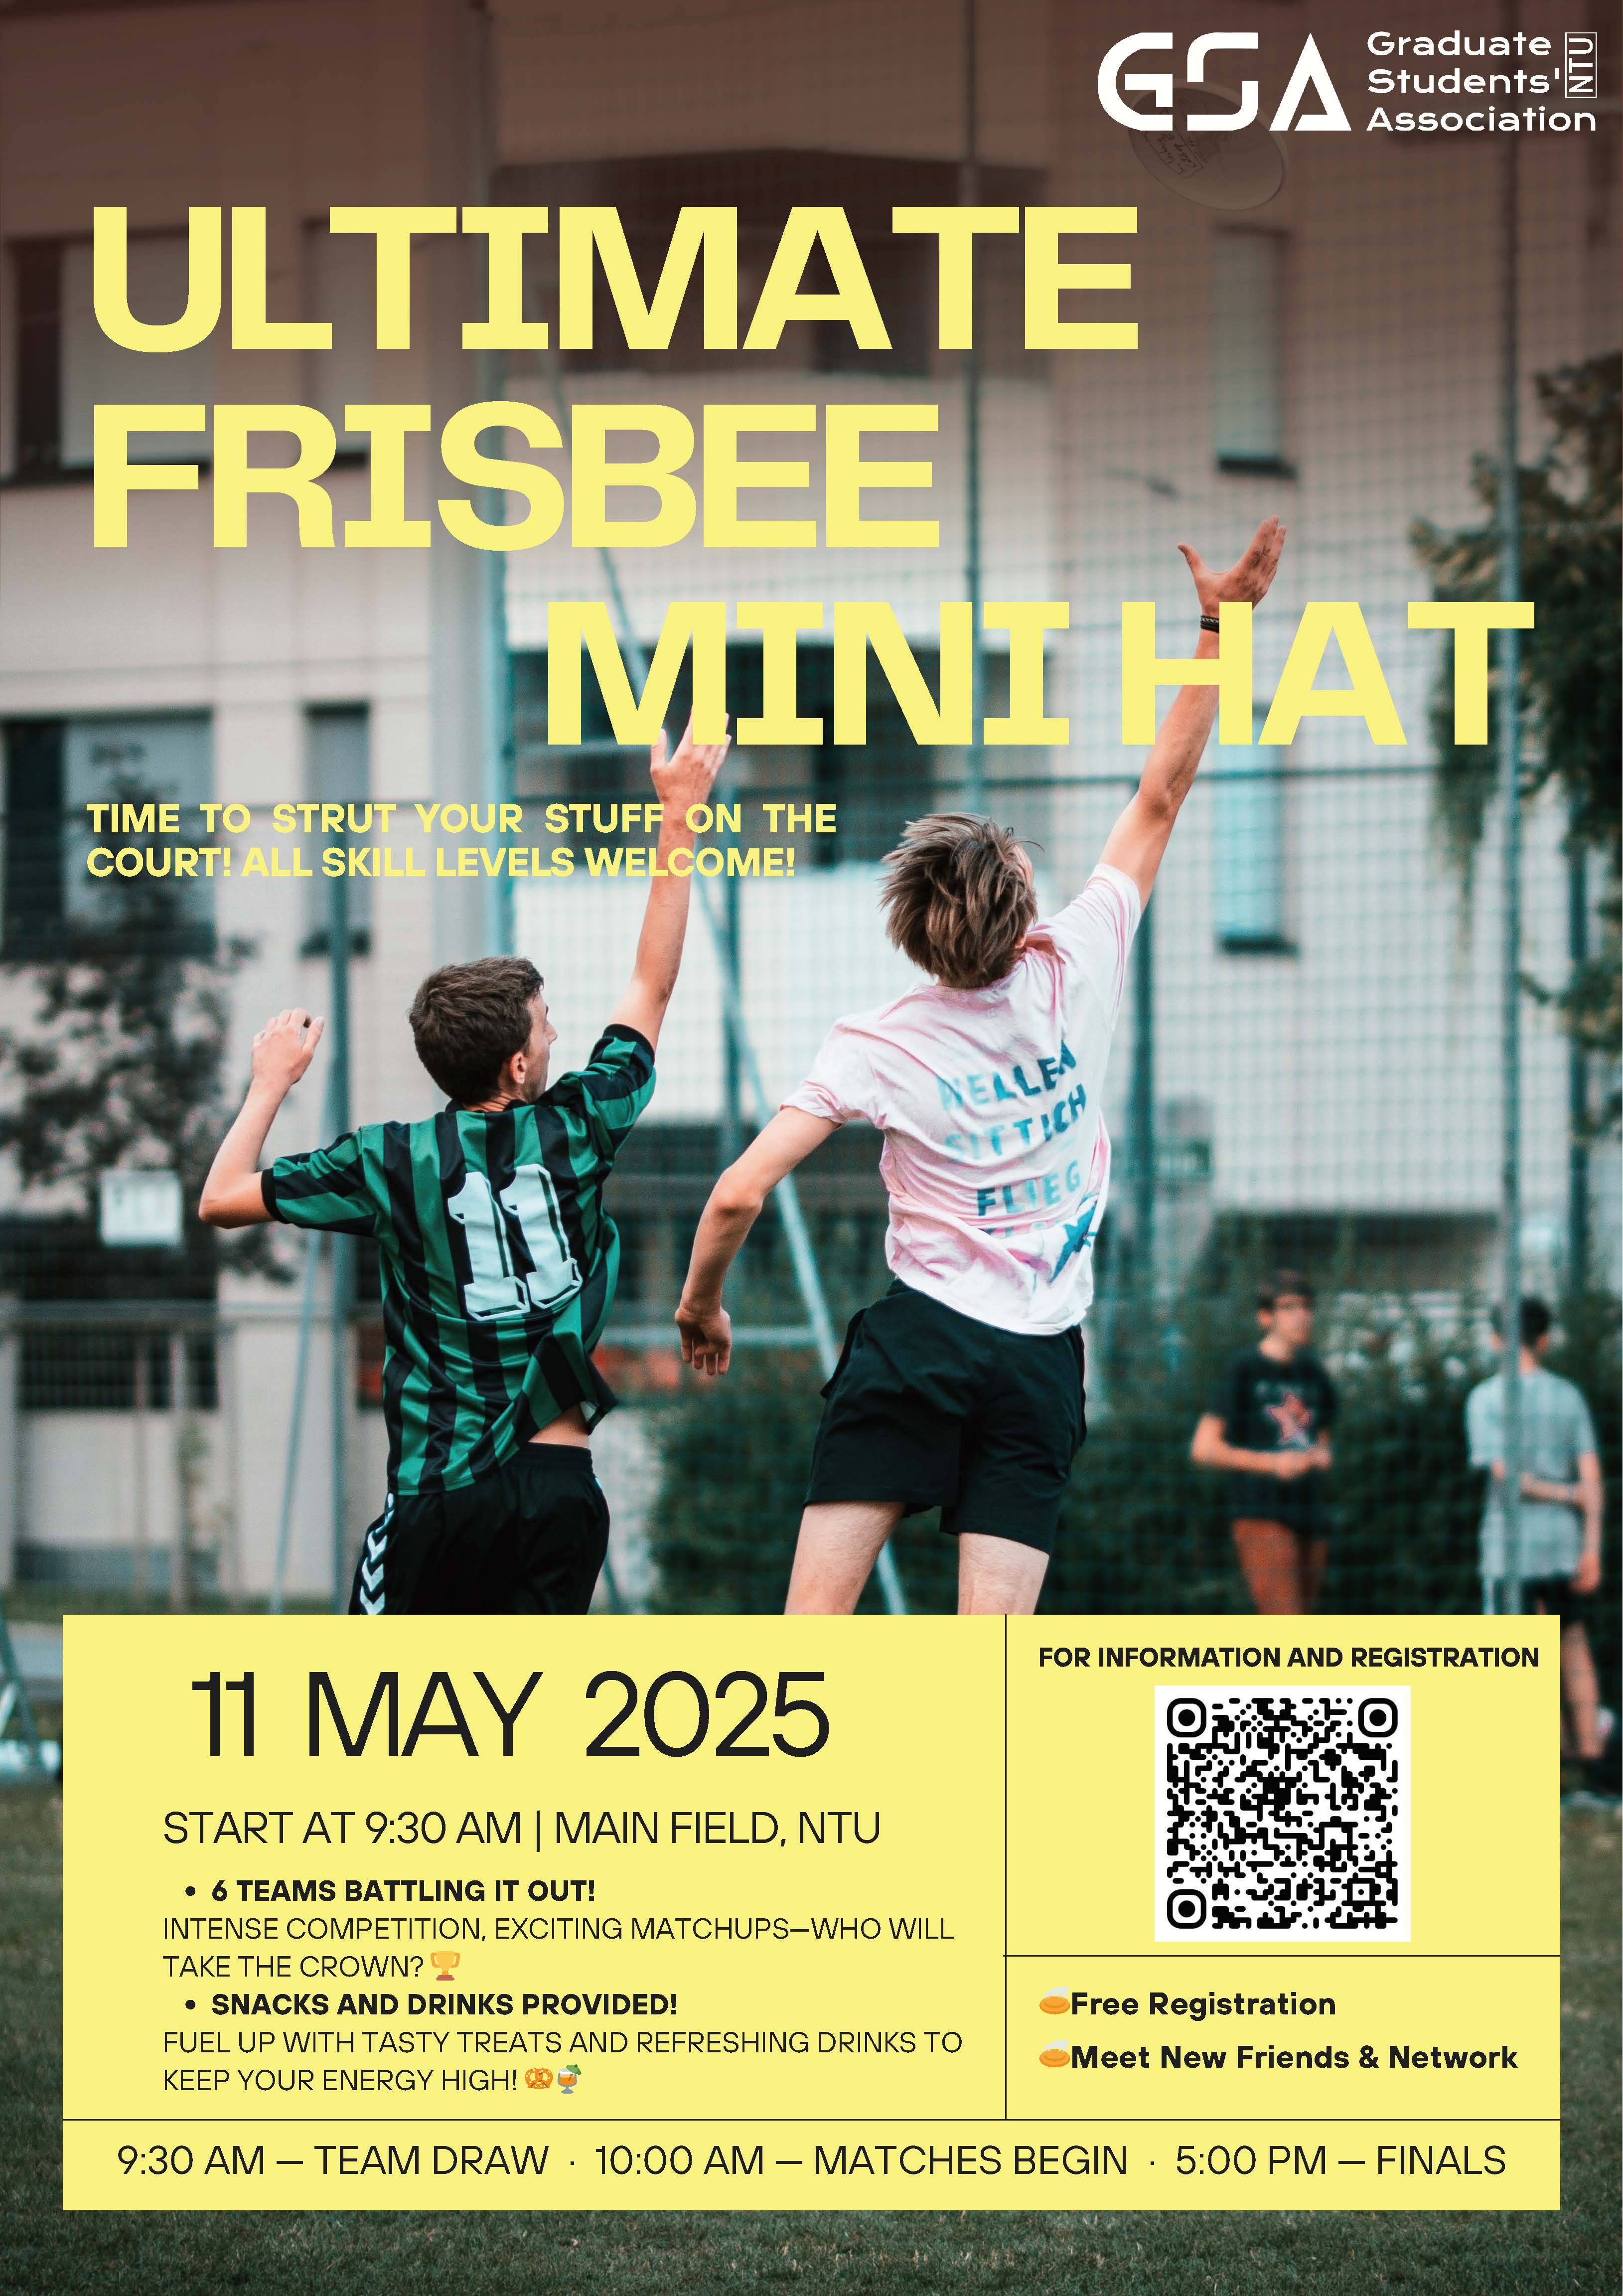 GSA
Graduate
Students'
Association
NTU
ULTIMATE
FRISBEE
MINI HAT
TIME TO STRUT YOUR STUFF ON THE
COURT! ALL SKILL LEVELS WELCOME!
11
SITTICH
FLIEG
11 MAY 2025
START AT 9:30 AM | MAIN FIELD, NTU
• 6 TEAMS BATTLING IT OUT!
INTENSE COMPETITION, EXCITING MATCHUPS—WHO WILL
TAKE THE CROWN? 🏆
• SNACKS AND DRINKS PROVIDED!
FUEL UP WITH TASTY TREATS AND REFRESHING DRINKS TO
KEEP YOUR ENERGY HIGH! 🥨🍹
FOR INFORMATION AND REGISTRATION
🥏Free Registration
🥏Meet New Friends & Network
9:30 AM — TEAM DRAW · 10:00 AM — MATCHES BEGIN · 5:00 PM — FINALS